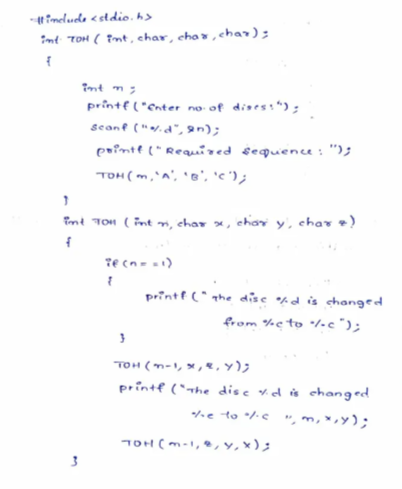 #include <stdio.h>
int TOH ( int, char, char, char);
{
int n;
printf ("Enter no. of discs:");
scanf ("%d", &n);
printf ("Required sequence: ");
TOH(n,'A', 'B', 'C');
}
int TOH (int n, char x, char y, char z)
{
if(n==1)
{
printf (" the disc %d is changed
from %c to %c");
}
TOH(n-1, x, z, y);
printf ("the disc %d is changed
%c to %c ", n, x, y);
TOH(n-1, z, y, x);
}